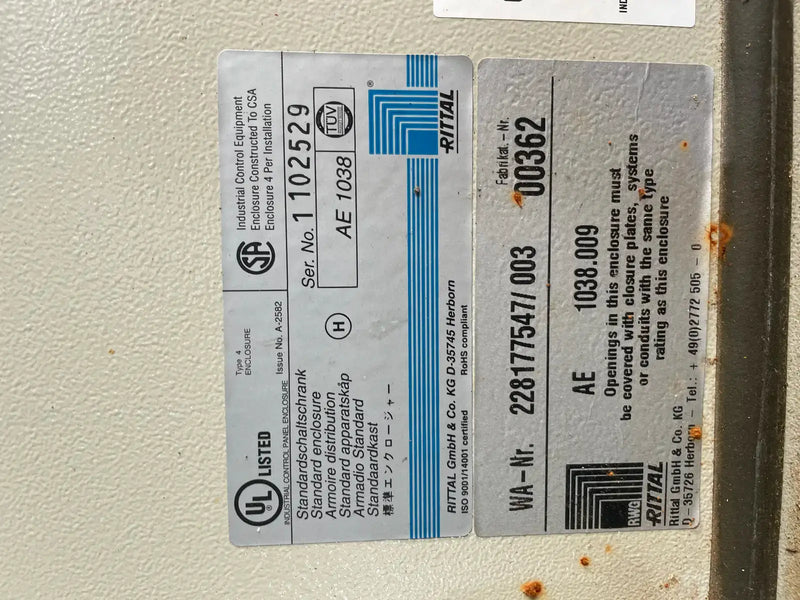 UL
®
LISTED
Type 4
ENCLOSURE
INDUSTRIAL CONTROL PANEL ENCLOSURE
Issue No. A-2582
SA
Industrial Control Equipment
Enclosure Constructed To CSA
Enclosure 4 Per Installation
Standardschaltschrank
Standard enclosure
Armoire distribution
Standard apparatskåp
Armadio Standard
Standaardkast
標準エンクロージャー
H
Ser. No. 1 102529
AE 1038
TÜV
®
RITTAL
RITTAL GmbH & Co. KG D-35745 Herborn
ISO 9001/14001 certified RoHS compliant
WA-Nr. 228177547/003
Fabrikat.-Nr.
00362
AE 1038.009
Openings in this enclosure must
be covered with closure plates, systems
or conduits with the same type
rating as this enclosure
RWG
RITTAL
Rittal GmbH & Co. KG
D-35726 Herborn - Tel.: + 49(0)2772 505 - 0